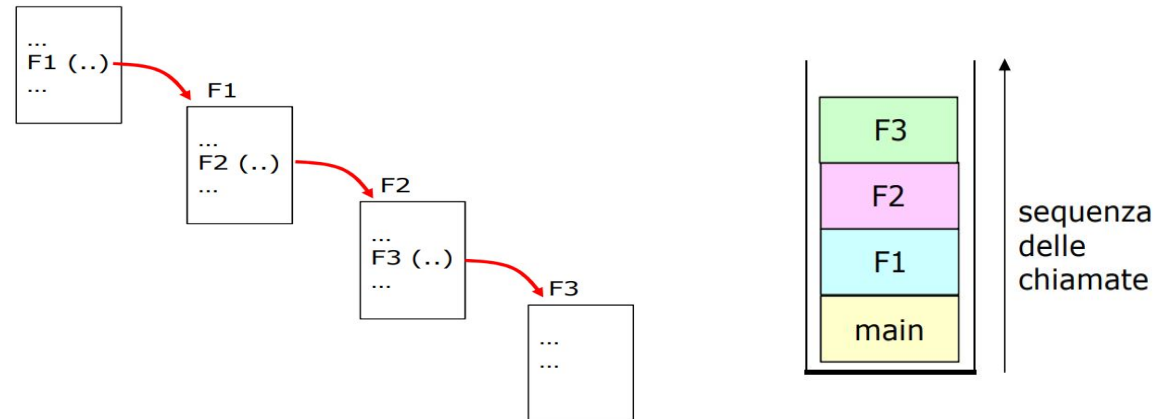 ...
F1 (..)
...
F1
...
F2 (..)
...
F2
...
F3 (..)
...
F3
...
...
F3
F2
F1
main
sequenza
delle
chiamate